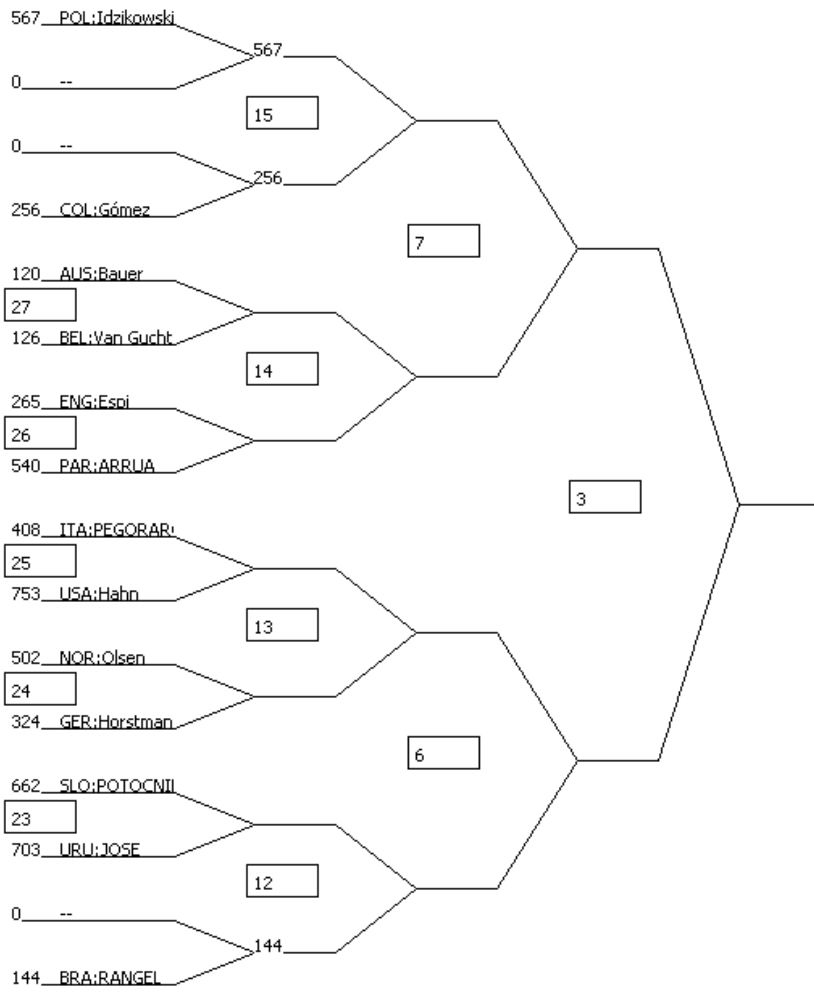 567 POL:Idzikowski
567
0 --
15
0 --
256
256 COL:Gómez
7
120 AUS:Bauer
27
126 BEL:Van Gucht
14
265 ENG:Espi
26
540 PAR:ARRUA
3
408 ITA:PEGORAR
25
753 USA:Hahn
13
502 NOR:Olsen
24
324 GER:Horstman
6
662 SLO:POTOCNI
23
703 URU:JOSE
12
0 --
144
144 BRA:RANGEL